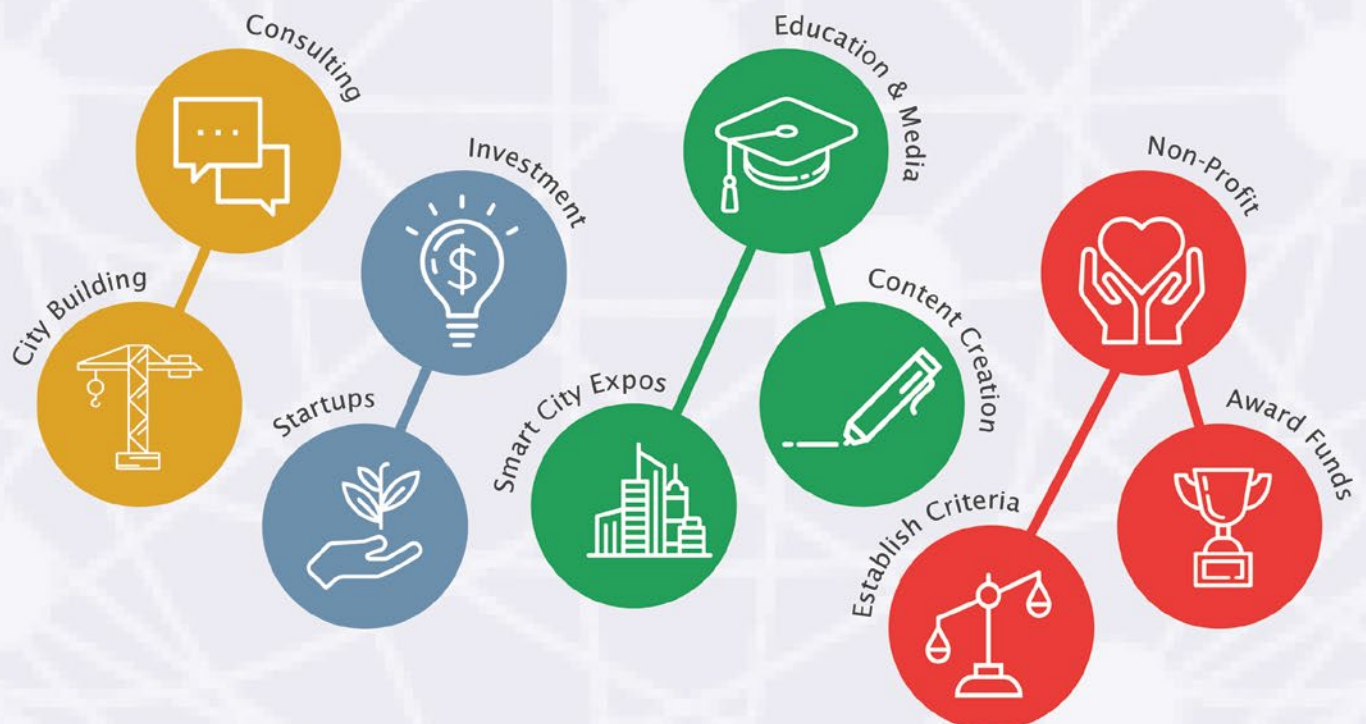 Consulting
City Building
Investment
Startups
Education & Media
Smart City Expos
Content Creation
Non-Profit
Establish Criteria
Award Funds
$